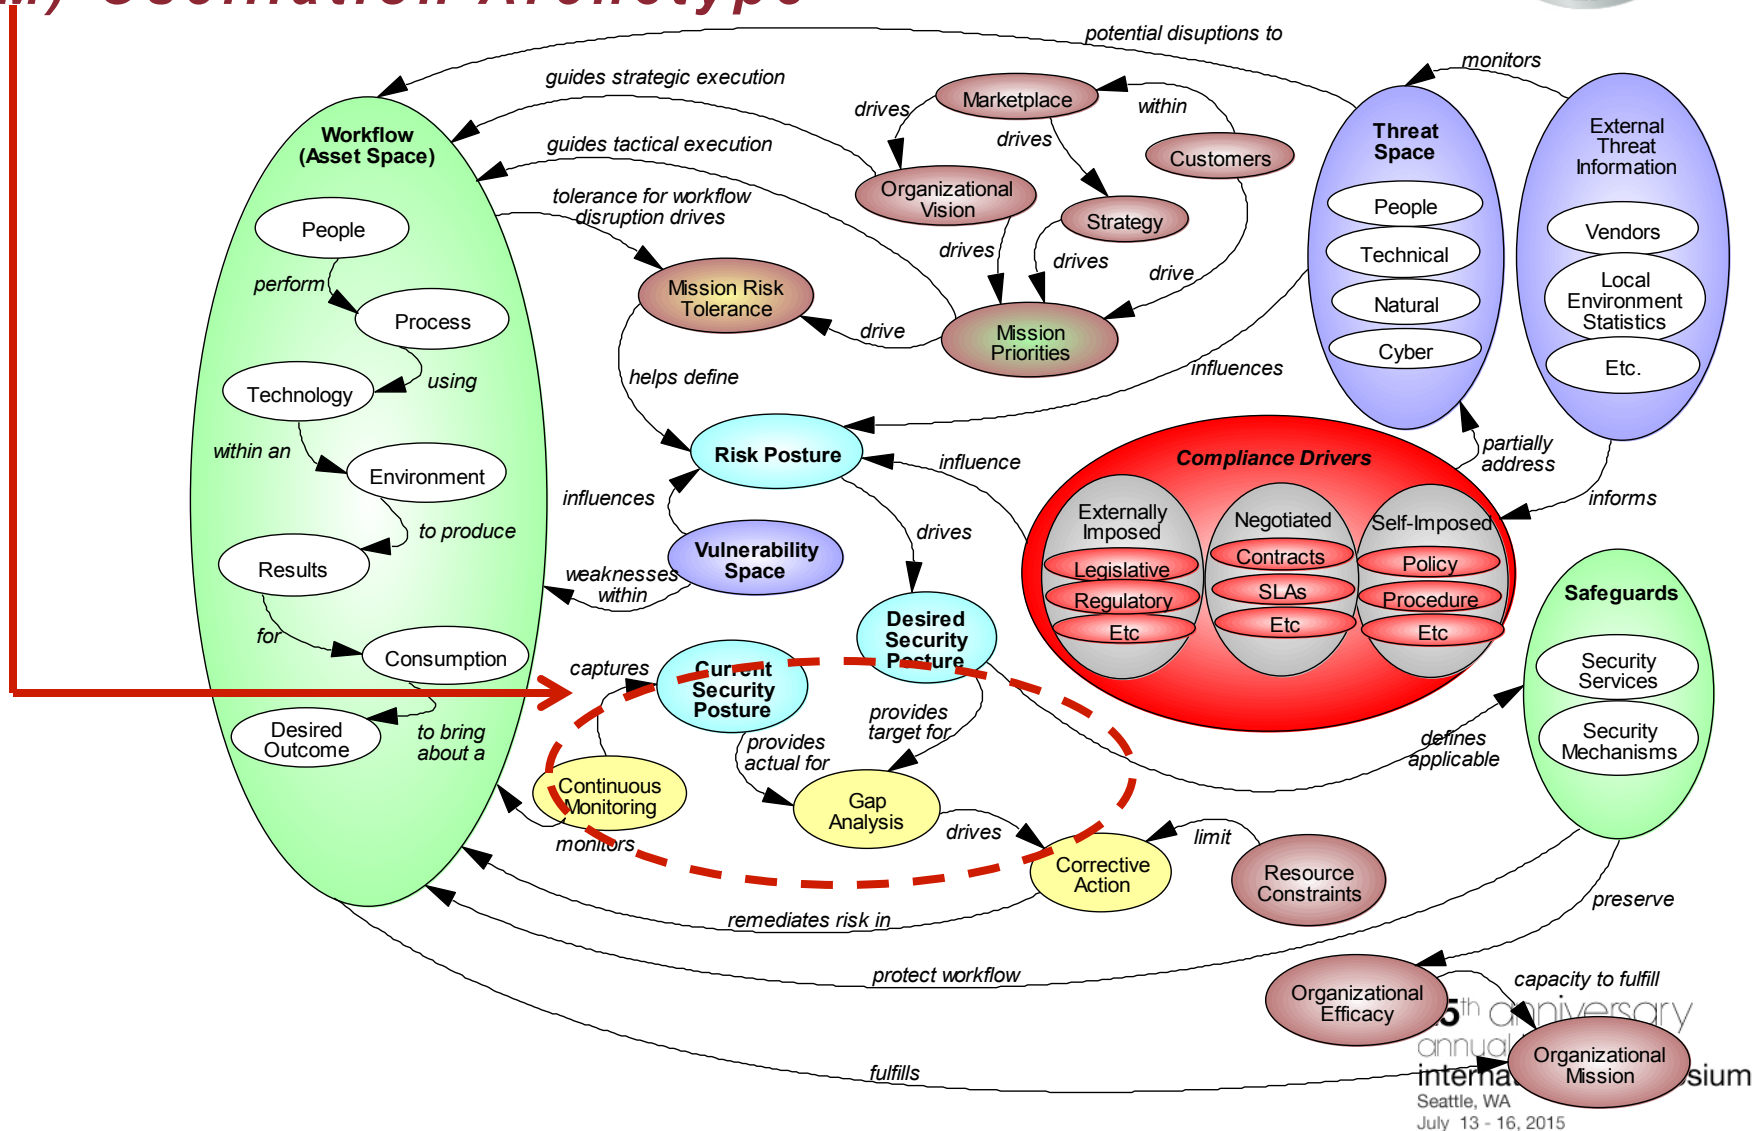 Oscillation Archetype
potential disuptions to
monitors
guides strategic execution
Marketplace
within
drives
drives
Customers
Workflow
(Asset Space)
guides tactical execution
Threat
Space
External
Threat
Information
Organizational
Vision
Strategy
tolerance for workflow
disruption drives
People
People
Vendors
drives
drives
drive
Technical
perform
Mission Risk
Tolerance
Local
Environment
Statistics
Natural
Process
drive
Mission
Priorities
Cyber
Etc.
using
helps define
influences
Technology
within an
Risk Posture
influence
Compliance Drivers
partially
address
Environment
influences
informs
Externally
Imposed
Negotiated
Self-Imposed
to produce
drives
Vulnerability
Space
Legislative
Contracts
Policy
Results
weaknesses
within
Regulatory
SLAs
Procedure
Safeguards
Etc
Etc
Etc
for
Desired
Security
Posture
Consumption
captures
Current
Security
Posture
Security
Services
Desired
Outcome
to bring
about a
provides
target for
provides
actual for
defines
applicable
Security
Mechanisms
Continuous
Monitoring
Gap
Analysis
monitors
drives
limit
Corrective
Action
Resource
Constraints
remediates risk in
preserve
protect workflow
capacity to fulfill
Organizational
Efficacy
5th anniversary
annual
Organizational
Mission
fulfills
Seattle, WA
July 13 - 16, 2015